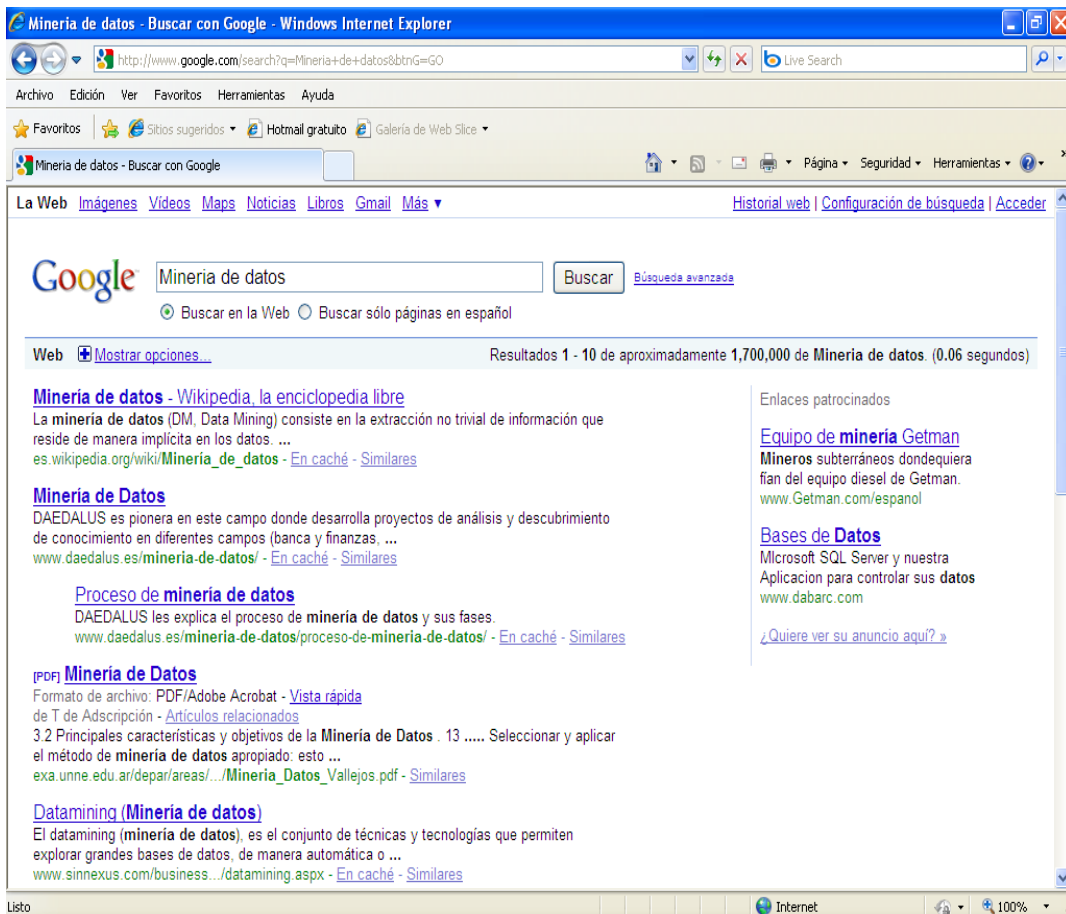 Mineria de datos - Buscar con Google - Windows Internet Explorer
http://www.google.com/search?q=Mineria+de+datos&btnG=GO
Live Search
Archivo Edición Ver Favoritos Herramientas Ayuda
Favoritos Sitios sugeridos Hotmail gratuito Galería de Web Slice
Mineria de datos - Buscar con Google
Página Seguridad Herramientas
La Web Imágenes Vídeos Maps Noticias Libros Gmail Más
Historial web | Configuración de búsqueda | Acceder
Google Mineria de datos Buscar Búsqueda avanzada
Buscar en la Web Buscar sólo páginas en español
Web Mostrar opciones... Resultados 1 - 10 de aproximadamente 1,700,000 de Mineria de datos. (0.06 segundos)
Minería de datos - Wikipedia, la enciclopedia libre
La minería de datos (DM, Data Mining) consiste en la extracción no trivial de información que
reside de manera implícita en los datos. ...
es.wikipedia.org/wiki/Minería_de_datos - En caché - Similares
Minería de Datos
DAEDALUS es pionera en este campo donde desarrolla proyectos de análisis y descubrimiento
de conocimiento en diferentes campos (banca y finanzas, ...
www.daedalus.es/mineria-de-datos/ - En caché - Similares
Proceso de minería de datos
DAEDALUS les explica el proceso de minería de datos y sus fases.
www.daedalus.es/mineria-de-datos/proceso-de-mineria-de-datos/ - En caché - Similares
[PDF] Minería de Datos
Formato de archivo: PDF/Adobe Acrobat - Vista rápida
de T de Adscripción - Artículos relacionados
3.2 Principales características y objetivos de la Minería de Datos . 13 ..... Seleccionar y aplicar
el método de minería de datos apropiado: esto ...
exa.unne.edu.ar/depar/areas/.../Mineria_Datos_Vallejos.pdf - Similares
Datamining (Minería de datos)
El datamining (minería de datos), es el conjunto de técnicas y tecnologías que permiten
explorar grandes bases de datos, de manera automática o ...
www.sinnexus.com/business.../datamining.aspx - En caché - Similares
Enlaces patrocinados
Equipo de minería Getman
Mineros subterráneos dondequiera
fían del equipo diesel de Getman.
www.Getman.com/espanol
Bases de Datos
MIcrosoft SQL Server y nuestra
Aplicacion para controlar sus datos
www.dabarc.com
¿Quiere ver su anuncio aquí? »
Listo Internet 100%